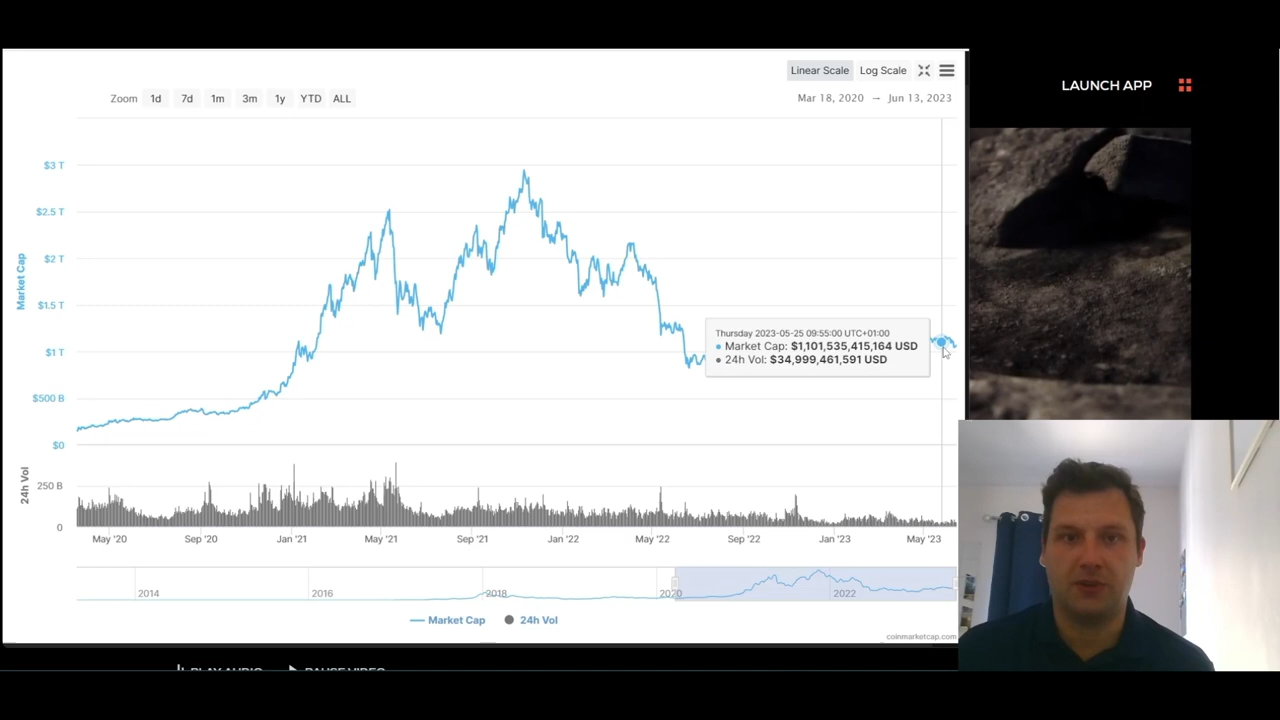 Linear Scale Log Scale
LAUNCH APP
Zoom 1d 7d 1m 3m 1y YTD ALL
Mar 18, 2020 → Jun 13, 2023
$3 T
$2.5 T
$2 T
$1.5 T
$1 T
$500 B
$0
Market Cap
Thursday 2023-05-25 09:55:00 UTC+01:00
● Market Cap: $1,101,535,415,164 USD
● 24h Vol: $34,999,461,591 USD
24h Vol
250 B
0
May '20 Sep '20 Jan '21 May '21 Sep '21 Jan '22 May '22 Sep '22 Jan '23 May '23
2014 2016 2018 2020 2022
Market Cap 24h Vol
coinmarketcap.com
PLAY AUDIO PAUSE VIDEO